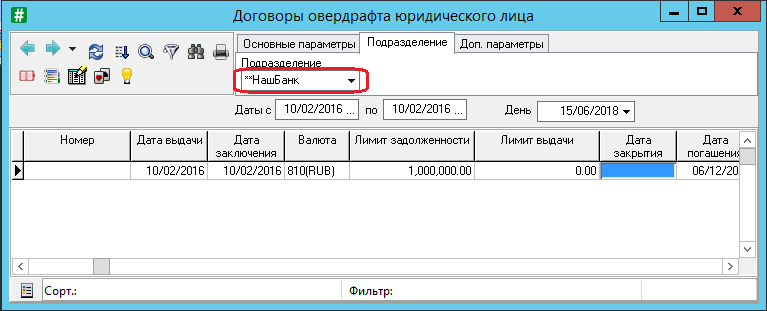 Договоры овердрафта юридического лица
Основные параметры Подразделение Доп. параметры
Подразделение
**НашБанк
Даты с 10/02/2016 ... по 10/02/2016 ... День 15/06/2018
Номер Дата выдачи Дата заключения Валюта Лимит задолженности Лимит выдачи Дата закрытия Дата погашени
10/02/2016 10/02/2016 810(RUB) 1,000,000.00 0.00 06/12/20
Сорт.: Фильтр: